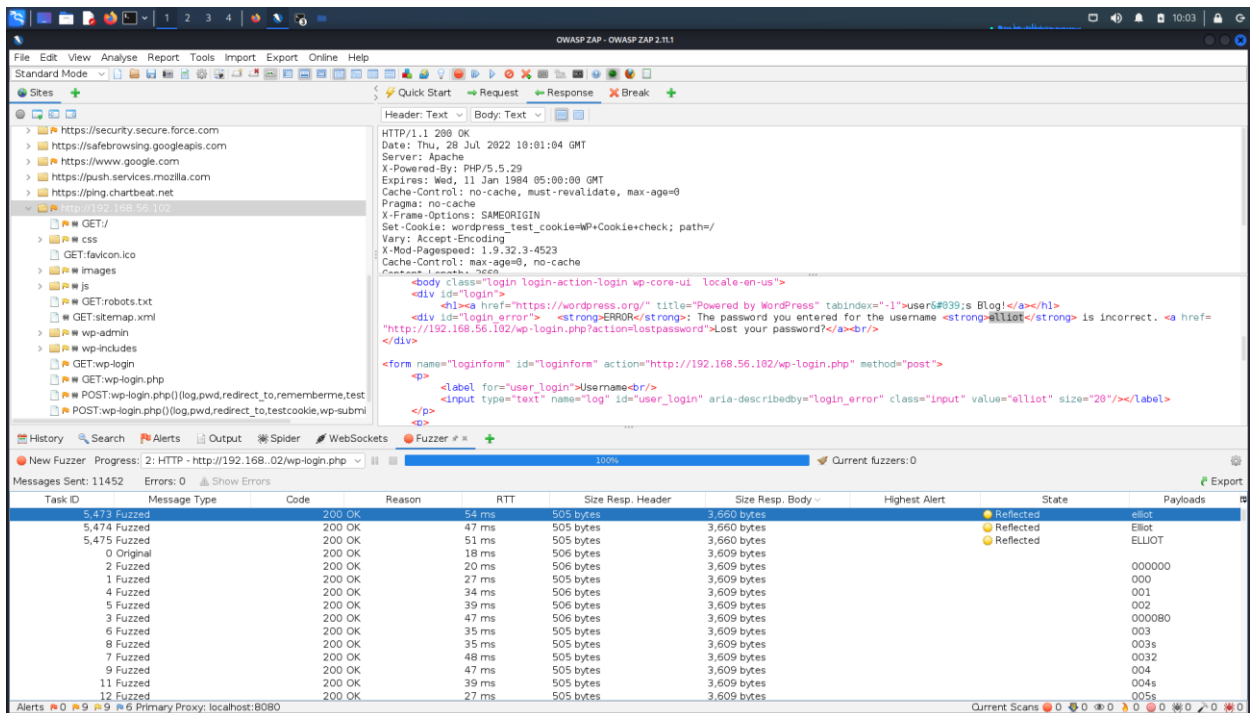 1 2 3 4 10:03
OWASP ZAP - OWASP ZAP 2.11.1
File Edit View Analyse Report Tools Import Export Online Help
Standard Mode
Sites
Quick Start Request Response Break
Header: Text Body: Text
https://security.secure.force.com
https://safebrowsing.googleapis.com
https://www.google.com
https://push.services.mozilla.com
https://ping.chartbeat.net
http://192.168.56.102
GET:/
css
GET:favicon.ico
images
js
GET:robots.txt
GET:sitemap.xml
wp-admin
wp-includes
GET:wp-login
GET:wp-login.php
POST:wp-login.php()(log,pwd,redirect_to,rememberme,test
POST:wp-login.php()(log,pwd,redirect_to,testcookie,wp-submi
HTTP/1.1 200 OK
Date: Thu, 28 Jul 2022 10:01:04 GMT
Server: Apache
X-Powered-By: PHP/5.5.29
Expires: Wed, 11 Jan 1984 05:00:00 GMT
Cache-Control: no-cache, must-revalidate, max-age=0
Pragma: no-cache
X-Frame-Options: SAMEORIGIN
Set-Cookie: wordpress_test_cookie=WP+Cookie+check; path=/
Vary: Accept-Encoding
X-Mod-Pagespeed: 1.9.32.3-4523
Cache-Control: max-age=0, no-cache
Content-Length: 3660
<body class="login login-action-login wp-core-ui locale-en-us">
<div id="login">
<h1><a href="https://wordpress.org/" title="Powered by WordPress" tabindex="-1">user&#039;s Blog!</a></h1>
<div id="login_error"> <strong>ERROR</strong>: The password you entered for the username <strong>elliot</strong> is incorrect. <a href=
"http://192.168.56.102/wp-login.php?action=lostpassword">Lost your password?</a><br/>
</div>
<form name="loginform" id="loginform" action="http://192.168.56.102/wp-login.php" method="post">
<p>
<label for="user_login">Username<br/>
<input type="text" name="log" id="user_login" aria-describedby="login_error" class="input" value="elliot" size="20"/></label>
</p>
<p>
History Search Alerts Output Spider WebSockets Fuzzer
New Fuzzer Progress: 2: HTTP - http://192.168..02/wp-login.php 100% Current fuzzers:0
Messages Sent: 11452 Errors: 0 Show Errors Export
Task ID Message Type Code Reason RTT Size Resp. Header Size Resp. Body Highest Alert State Payloads
5,473 Fuzzed 200 OK 54 ms 505 bytes 3,660 bytes Reflected elliot
5,474 Fuzzed 200 OK 47 ms 505 bytes 3,660 bytes Reflected Elliot
5,475 Fuzzed 200 OK 51 ms 505 bytes 3,660 bytes Reflected ELLIOT
0 Original 200 OK 18 ms 506 bytes 3,609 bytes
2 Fuzzed 200 OK 20 ms 506 bytes 3,609 bytes 000000
1 Fuzzed 200 OK 27 ms 505 bytes 3,609 bytes 000
4 Fuzzed 200 OK 34 ms 506 bytes 3,609 bytes 001
5 Fuzzed 200 OK 39 ms 506 bytes 3,609 bytes 002
3 Fuzzed 200 OK 47 ms 506 bytes 3,609 bytes 000080
6 Fuzzed 200 OK 35 ms 505 bytes 3,609 bytes 003
8 Fuzzed 200 OK 35 ms 505 bytes 3,609 bytes 003s
7 Fuzzed 200 OK 48 ms 505 bytes 3,609 bytes 0032
9 Fuzzed 200 OK 47 ms 505 bytes 3,609 bytes 004
11 Fuzzed 200 OK 39 ms 505 bytes 3,609 bytes 004s
12 Fuzzed 200 OK 27 ms 505 bytes 3,609 bytes 005s
Alerts 0 9 9 6 Primary Proxy: localhost:8080 Current Scans 0 0 0 0 0 0 0 0